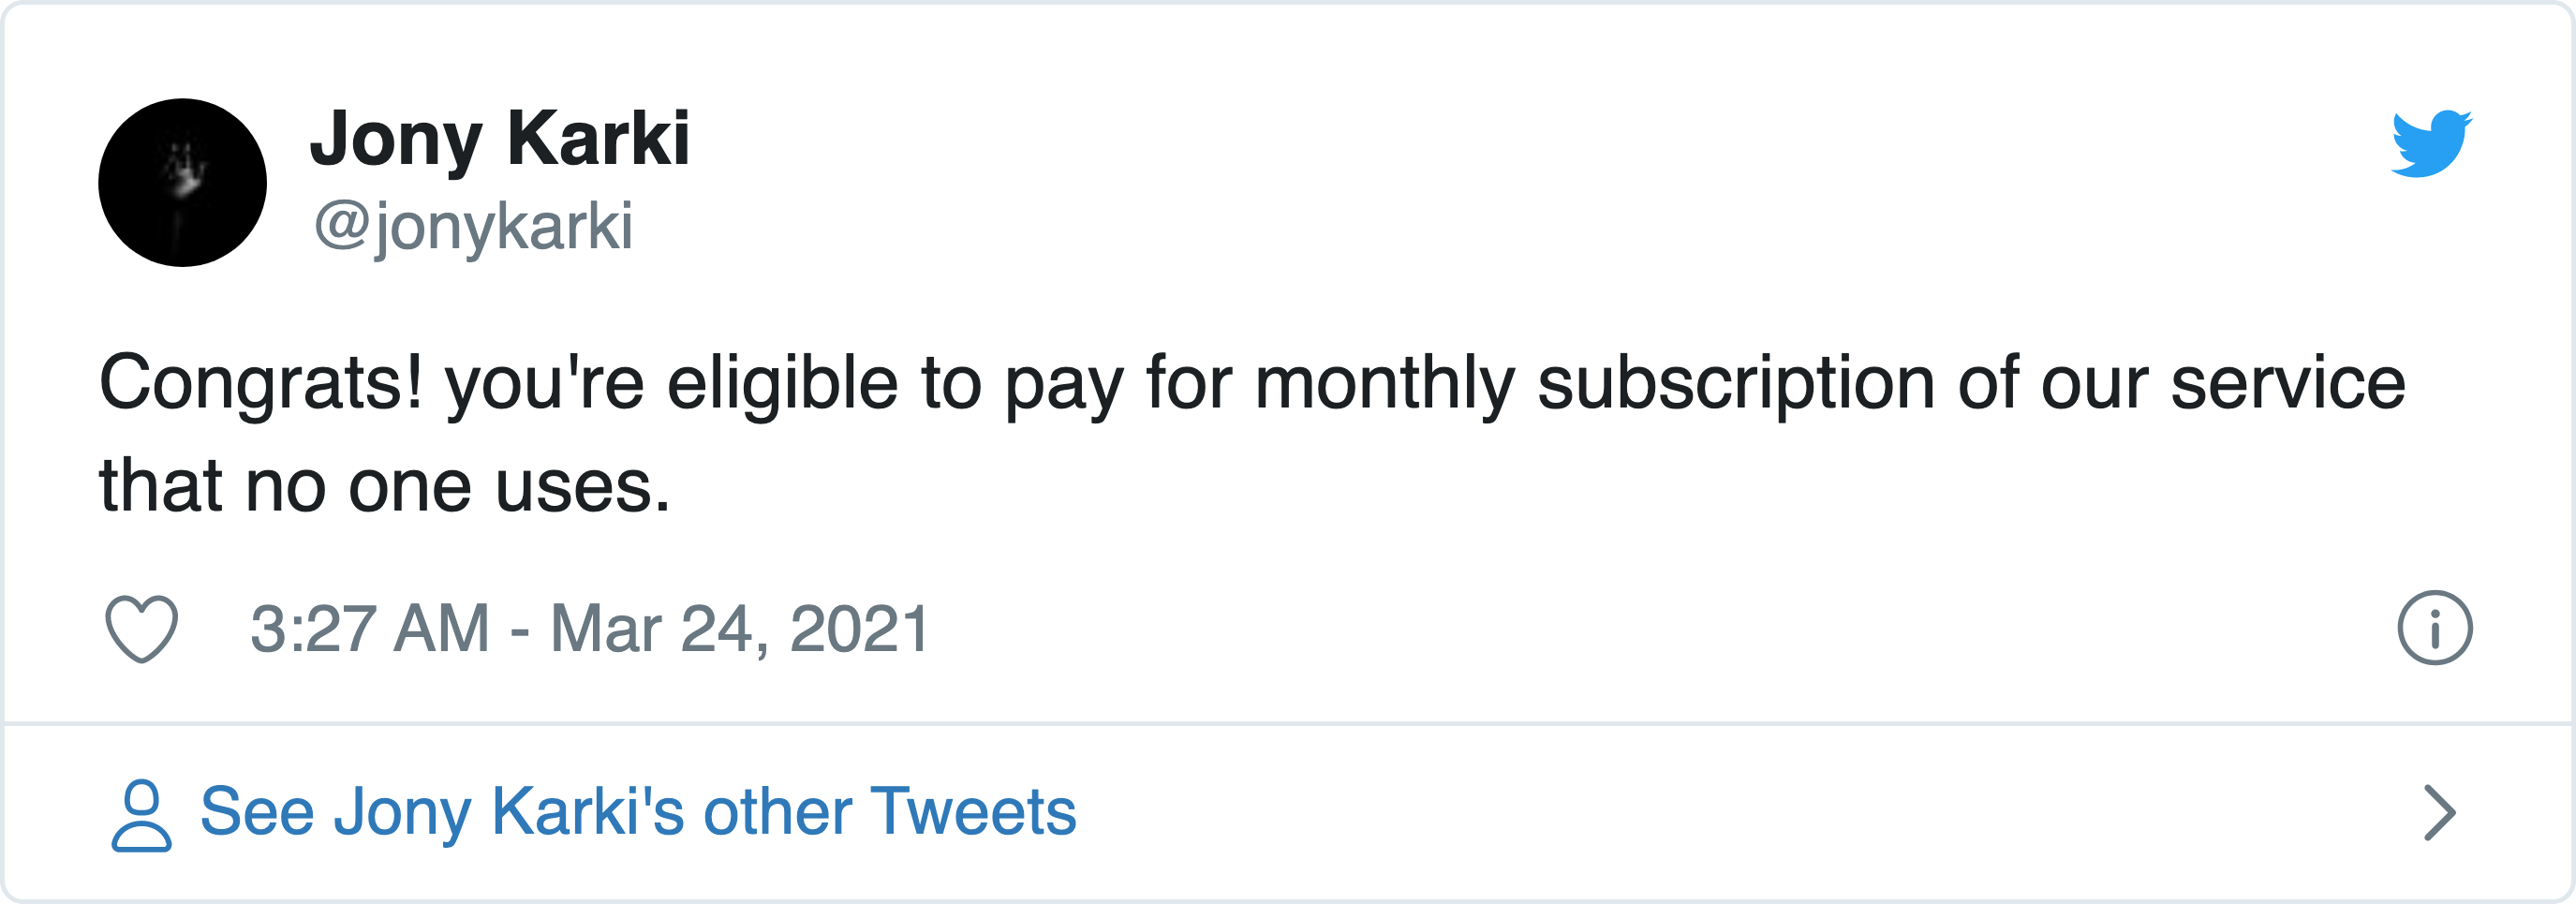 Jony Karki
@jonykarki
Congrats! you're eligible to pay for monthly subscription of our service
that no one uses.
3:27 AM - Mar 24, 2021
See Jony Karki's other Tweets